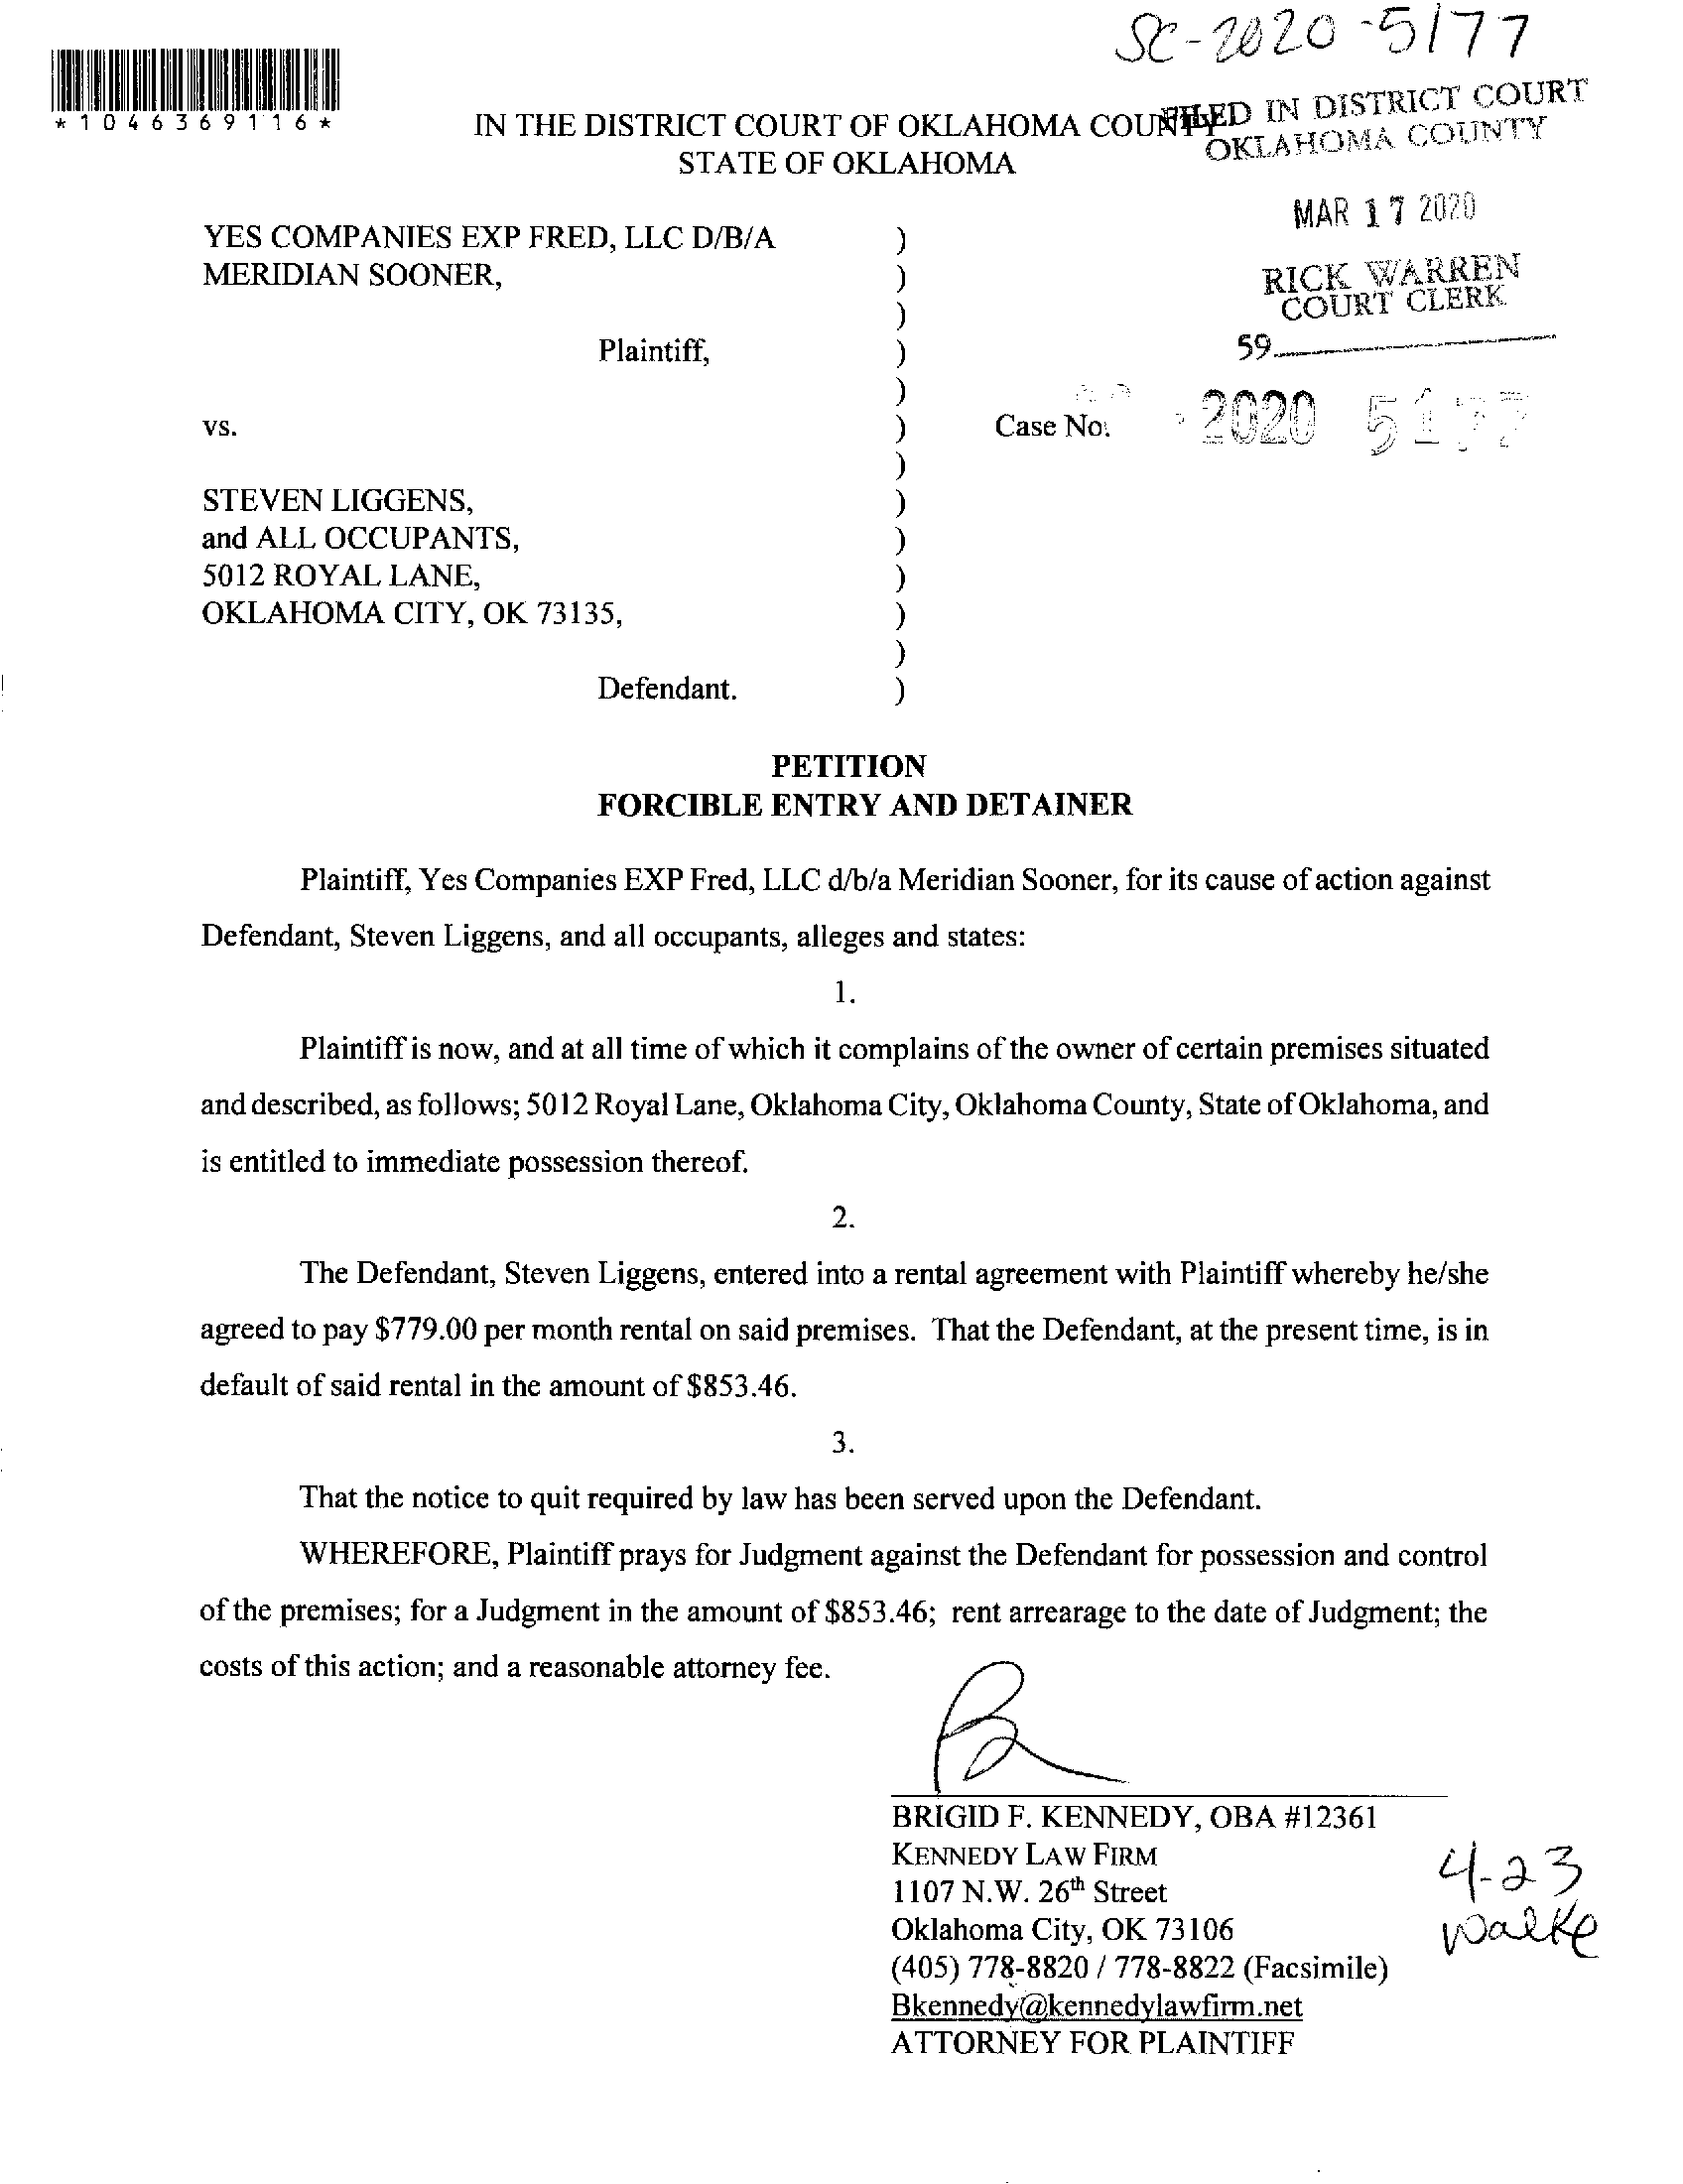 SC-2020-5177
*1046369116*
IN THE DISTRICT COURT OF OKLAHOMA COUNTY
STATE OF OKLAHOMA
FILED IN DISTRICT COURT
OKLAHOMA COUNTY
MAR 17 2020
RICK WARREN
COURT CLERK
59
YES COMPANIES EXP FRED, LLC D/B/A )
MERIDIAN SOONER, )
)
Plaintiff, )
)
vs. ) Case No. 2020 5177
)
STEVEN LIGGENS, )
and ALL OCCUPANTS, )
5012 ROYAL LANE, )
OKLAHOMA CITY, OK 73135, )
)
Defendant. )
PETITION
FORCIBLE ENTRY AND DETAINER
Plaintiff, Yes Companies EXP Fred, LLC d/b/a Meridian Sooner, for its cause of action against
Defendant, Steven Liggens, and all occupants, alleges and states:
1.
Plaintiff is now, and at all time of which it complains of the owner of certain premises situated
and described, as follows; 5012 Royal Lane, Oklahoma City, Oklahoma County, State of Oklahoma, and
is entitled to immediate possession thereof.
2.
The Defendant, Steven Liggens, entered into a rental agreement with Plaintiff whereby he/she
agreed to pay $779.00 per month rental on said premises. That the Defendant, at the present time, is in
default of said rental in the amount of $853.46.
3.
That the notice to quit required by law has been served upon the Defendant.
WHEREFORE, Plaintiff prays for Judgment against the Defendant for possession and control
of the premises; for a Judgment in the amount of $853.46; rent arrearage to the date of Judgment; the
costs of this action; and a reasonable attorney fee.
BRIGID F. KENNEDY, OBA #12361
KENNEDY LAW FIRM
1107 N.W. 26th Street
Oklahoma City, OK 73106
(405) 778-8820 / 778-8822 (Facsimile)
Bkennedy@kennedylawfirm.net
ATTORNEY FOR PLAINTIFF
4-23
Walke